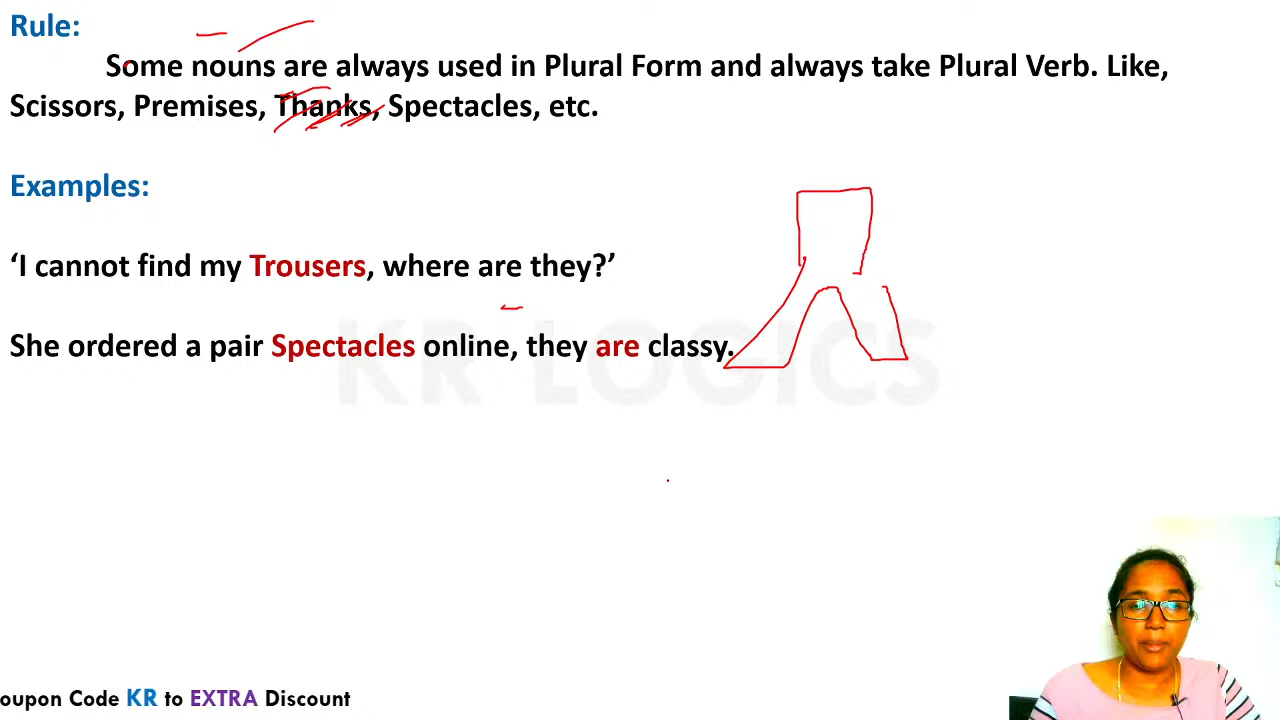 Rule:
Some nouns are always used in Plural Form and always take Plural Verb. Like,
Scissors, Premises, Thanks, Spectacles, etc.
Examples:
‘I cannot find my Trousers, where are they?’
She ordered a pair Spectacles online, they are classy.
KR LOGICS
oupon Code KR to EXTRA Discount